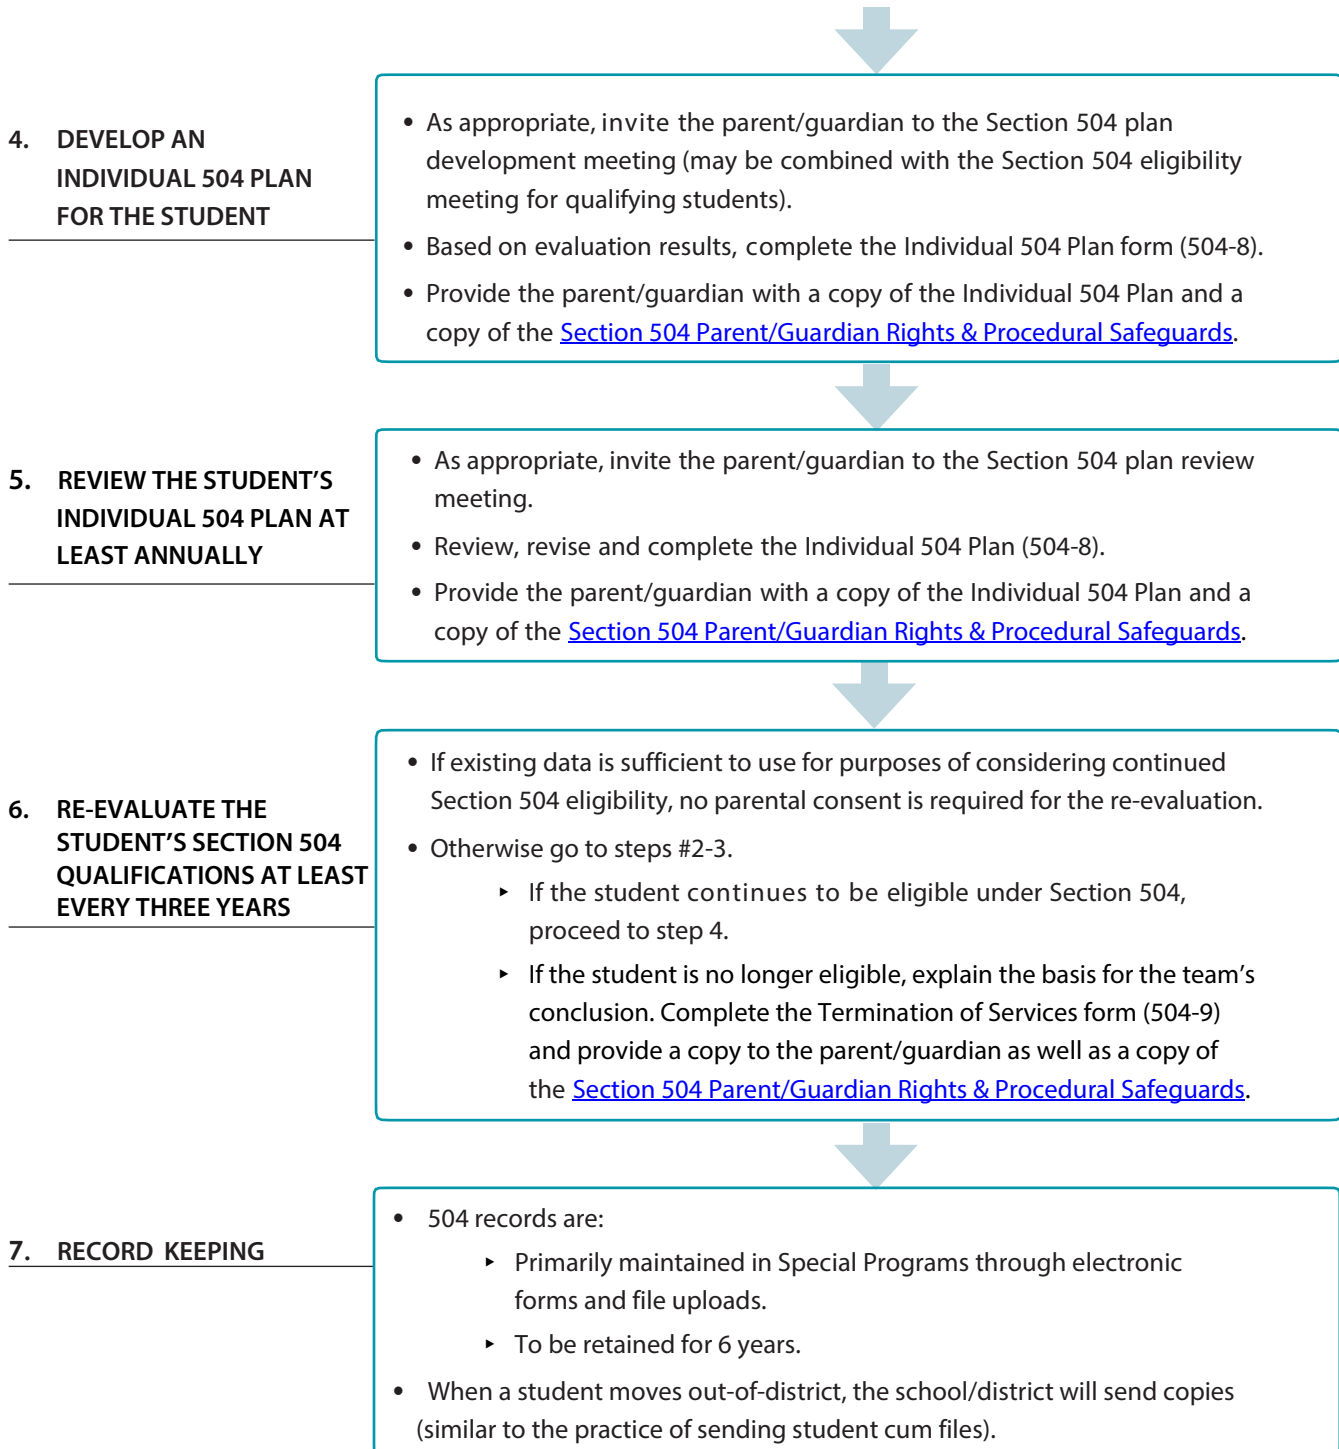 4. DEVELOP AN
INDIVIDUAL 504 PLAN
FOR THE STUDENT
• As appropriate, invite the parent/guardian to the Section 504 plan
development meeting (may be combined with the Section 504 eligibility
meeting for qualifying students).
• Based on evaluation results, complete the Individual 504 Plan form (504-8).
• Provide the parent/guardian with a copy of the Individual 504 Plan and a
copy of the Section 504 Parent/Guardian Rights & Procedural Safeguards.
5. REVIEW THE STUDENT’S
INDIVIDUAL 504 PLAN AT
LEAST ANNUALLY
• As appropriate, invite the parent/guardian to the Section 504 plan review
meeting.
• Review, revise and complete the Individual 504 Plan (504-8).
• Provide the parent/guardian with a copy of the Individual 504 Plan and a
copy of the Section 504 Parent/Guardian Rights & Procedural Safeguards.
6. RE-EVALUATE THE
STUDENT’S SECTION 504
QUALIFICATIONS AT LEAST
EVERY THREE YEARS
• If existing data is sufficient to use for purposes of considering continued
Section 504 eligibility, no parental consent is required for the re-evaluation.
• Otherwise go to steps #2-3.
▸ If the student continues to be eligible under Section 504,
proceed to step 4.
▸ If the student is no longer eligible, explain the basis for the team’s
conclusion. Complete the Termination of Services form (504-9)
and provide a copy to the parent/guardian as well as a copy of
the Section 504 Parent/Guardian Rights & Procedural Safeguards.
7. RECORD KEEPING
• 504 records are:
▸ Primarily maintained in Special Programs through electronic
forms and file uploads.
▸ To be retained for 6 years.
• When a student moves out-of-district, the school/district will send copies
(similar to the practice of sending student cum files).